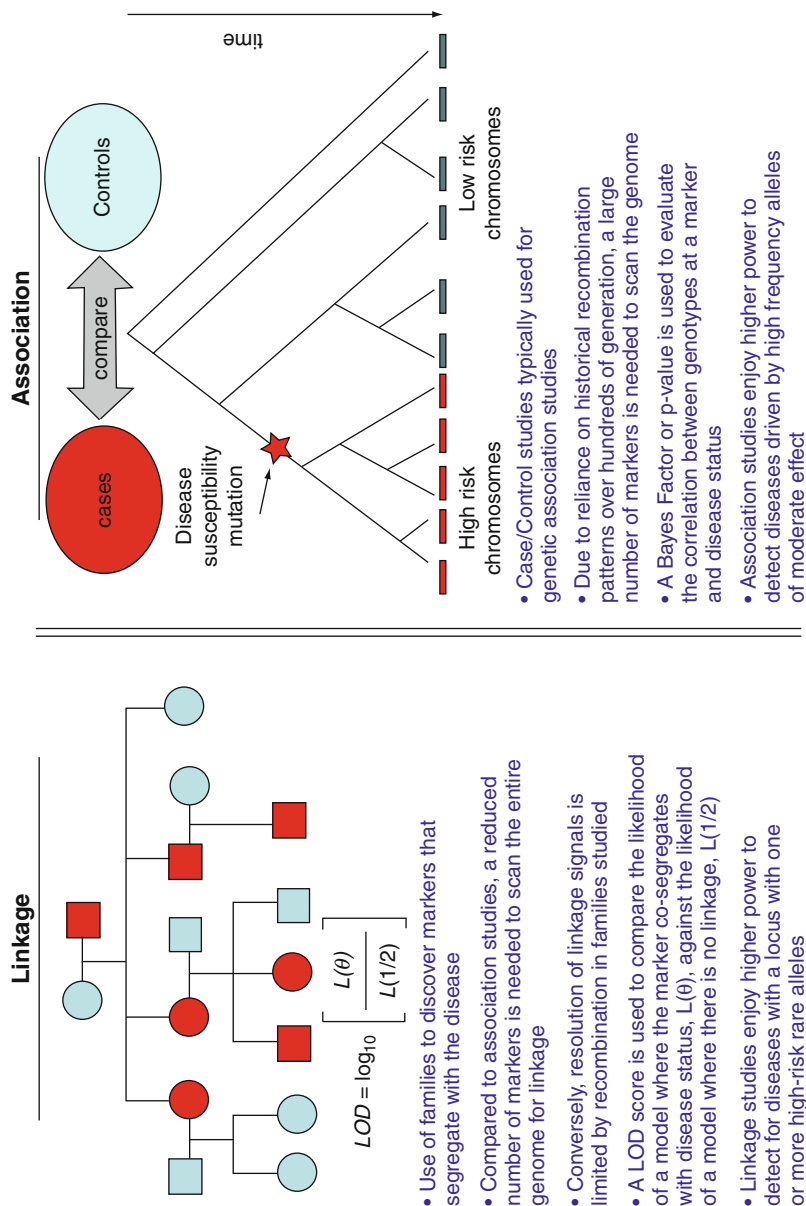 Linkage
LOD = log10 [ L(θ) / L(1/2) ]
• Use of families to discover markers that
segregate with the disease
• Compared to association studies, a reduced
number of markers is needed to scan the entire
genome for linkage
• Conversely, resolution of linkage signals is
limited by recombination in families studied
• A LOD score is used to compare the likelihood
of a model where the marker co-segregates
with disease status, L(θ), against the likelihood
of a model where there is no linkage, L(1/2)
• Linkage studies enjoy higher power to
detect for diseases with a locus with one
or more high-risk rare alleles
Association
cases
compare
Controls
time
Disease
susceptibility
mutation
High risk
chromosomes
Low risk
chromosomes
• Case/Control studies typically used for
genetic association studies
• Due to reliance on historical recombination
patterns over hundreds of generation, a large
number of markers is needed to scan the genome
• A Bayes Factor or p-value is used to evaluate
the correlation between genotypes at a marker
and disease status
• Association studies enjoy higher power to
detect diseases driven by high frequency alleles
of moderate effect